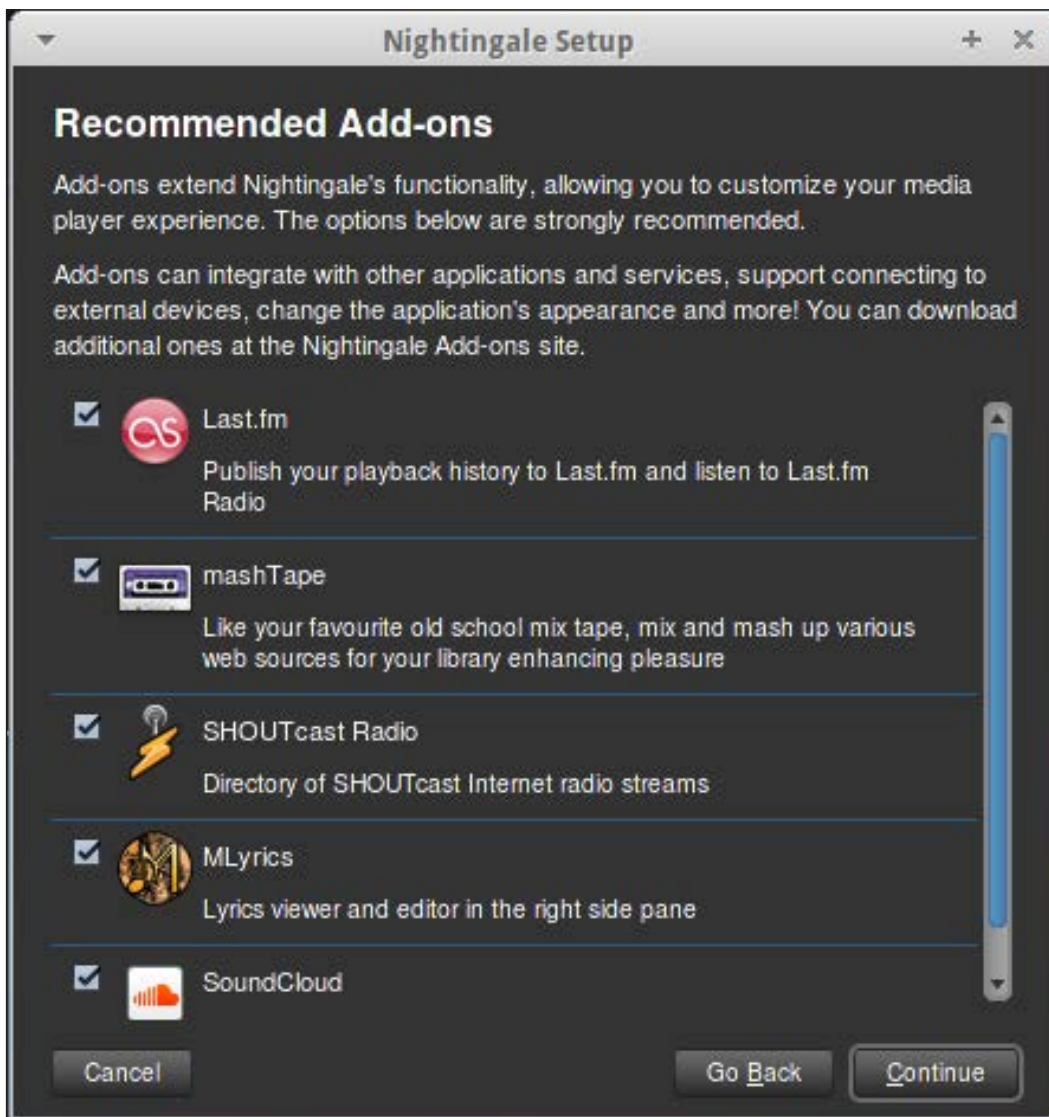 Nightingale Setup
Recommended Add-ons
Add-ons extend Nightingale's functionality, allowing you to customize your media
player experience. The options below are strongly recommended.
Add-ons can integrate with other applications and services, support connecting to
external devices, change the application's appearance and more! You can download
additional ones at the Nightingale Add-ons site.
Last.fm
Publish your playback history to Last.fm and listen to Last.fm
Radio
mashTape
Like your favourite old school mix tape, mix and mash up various
web sources for your library enhancing pleasure
SHOUTcast Radio
Directory of SHOUTcast Internet radio streams
MLyrics
Lyrics viewer and editor in the right side pane
SoundCloud
Cancel
Go Back
Continue